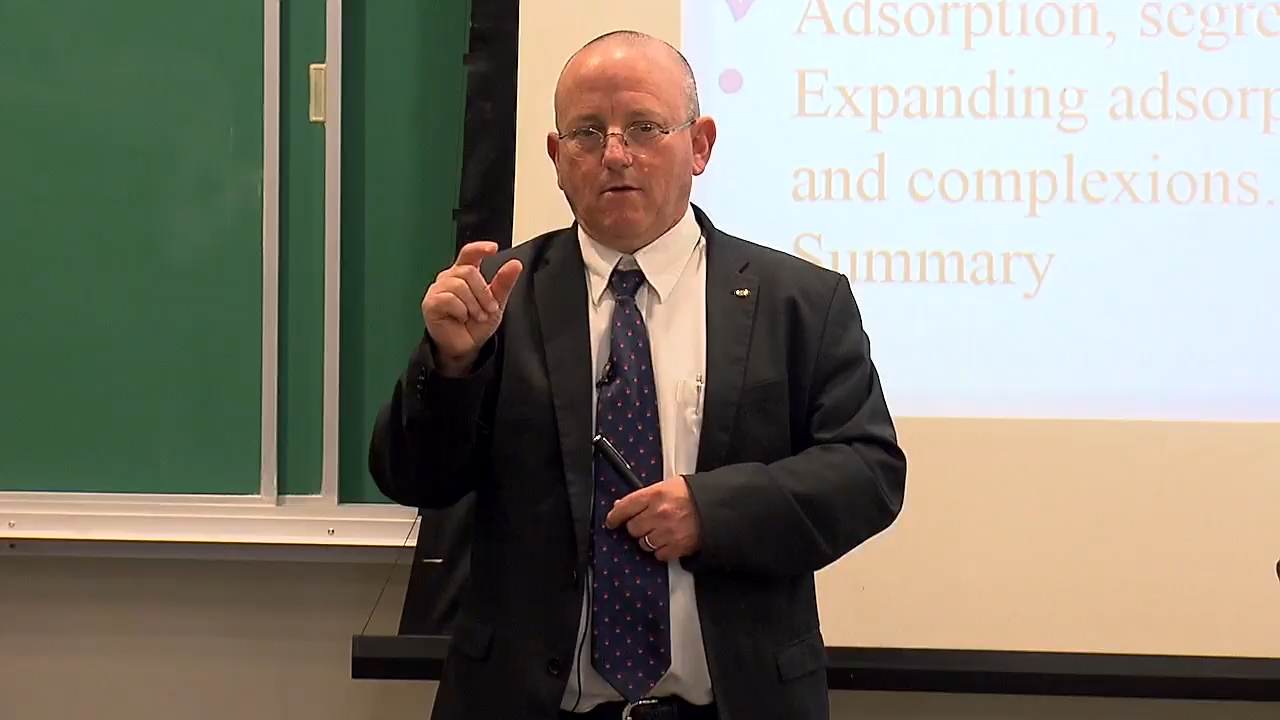 Adsorption, segre
Expanding adsorp
and complexions.
Summary